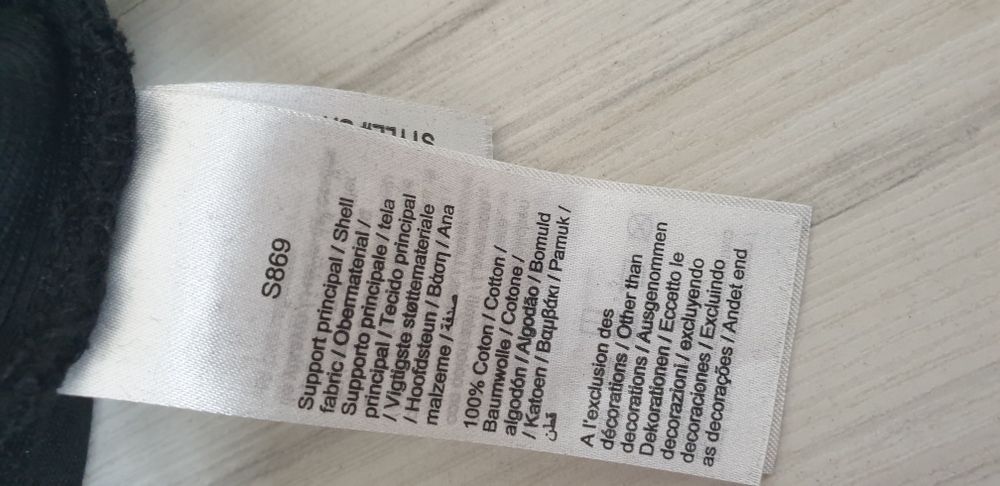 S869
Support principal / Shell
fabric / Obermaterial /
Supporto principale / tela
principal / Tecido principal
/ Vigtigste støttemateriale
/ Hoofdsteun / Βάση / Ana
malzeme / صدفة
100% Coton / Cotton /
Baumwolle / Cotone /
algodón / Algodão / Bomuld
/ Katoen / Βαμβάκι / Pamuk /
قطن
A l'exclusion des
décorations / Other than
decorations / Ausgenommen
Dekorationen / Eccetto le
decorazioni / excluyendo
decoraciones / Excluindo
as decorações / Andet end